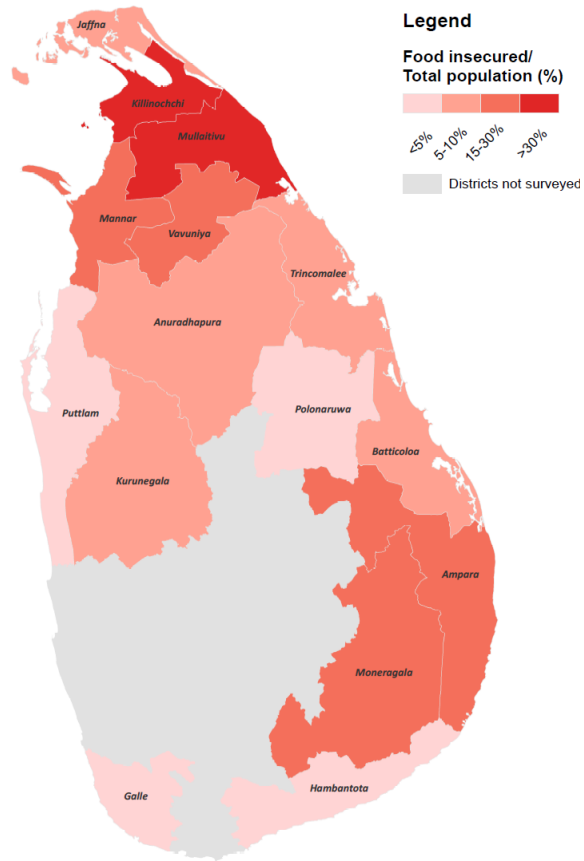 Legend
Food insecured/
Total population (%)
<5%
5-10%
15-30%
>30%
Districts not surveyed
Jaffna
Killinochchi
Mullaitivu
Mannar
Vavuniya
Trincomalee
Anuradhapura
Puttlam
Polonaruwa
Batticoloa
Kurunegala
Ampara
Moneragala
Hambantota
Galle